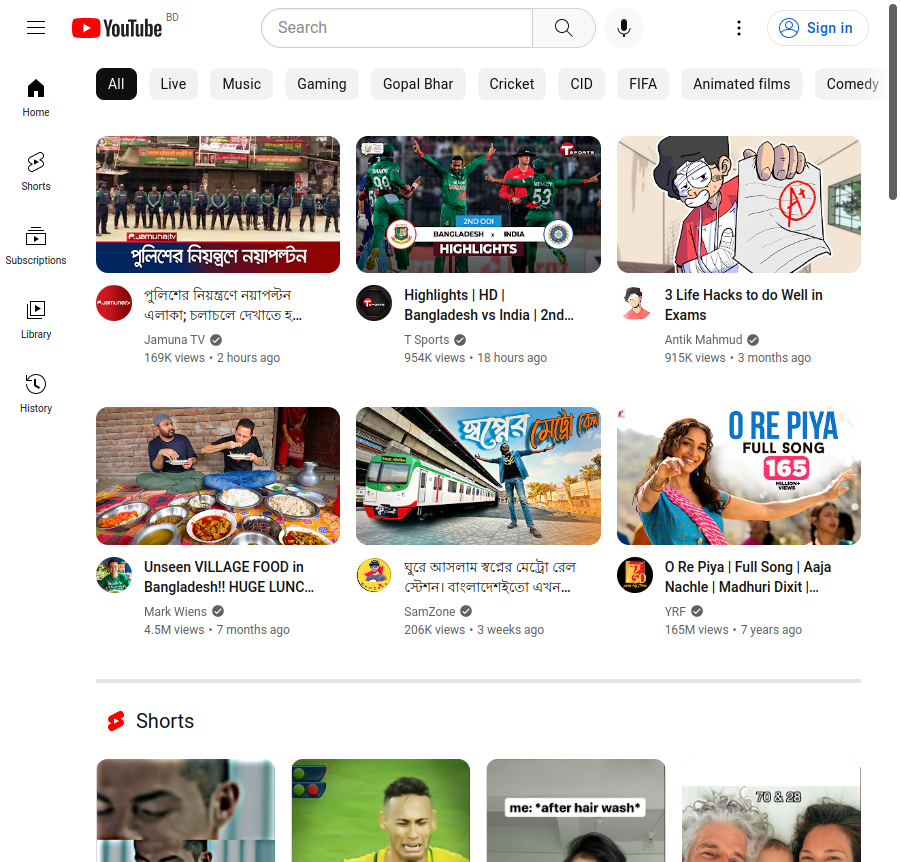 YouTube BD
Search
Sign in
All
Live
Music
Gaming
Gopal Bhar
Cricket
CID
FIFA
Animated films
Comedy
Home
Shorts
Subscriptions
Library
History
Jamunatv
পুলিশের নিয়ন্ত্রণে নয়াপল্টন
T SPORTS
99
53
2ND ODI
BANGLADESH x INDIA
HIGHLIGHTS
A+
Jamunatv
পুলিশের নিয়ন্ত্রণে নয়াপল্টন
এলাকা; চলাচলে দেখাতে হ...
Jamuna TV
169K views • 2 hours ago
T SPORTS
Highlights | HD |
Bangladesh vs India | 2nd...
T Sports
954K views • 18 hours ago
3 Life Hacks to do Well in
Exams
Antik Mahmud
915K views • 3 months ago
স্বপ্নের মেট্রো রেল
O RE PIYA
FULL SONG
165
MILLION+
VIEWS
Unseen VILLAGE FOOD in
Bangladesh!! HUGE LUNC...
Mark Wiens
4.5M views • 7 months ago
ঘুরে আসলাম স্বপ্নের মেট্রো রেল
স্টেশন। বাংলাদেশইতো এখন...
SamZone
206K views • 3 weeks ago
O Re Piya | Full Song | Aaja
Nachle | Madhuri Dixit |...
YRF
165M views • 7 years ago
Shorts
me: *after hair wash*
70 & 28